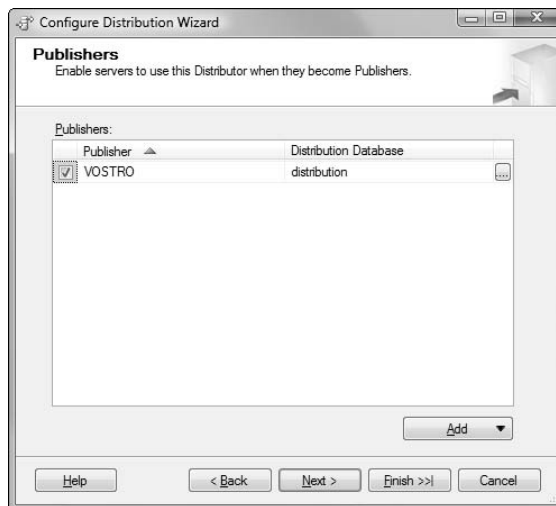 Configure Distribution Wizard
Publishers
Enable servers to use this Distributor when they become Publishers.
Publishers:
Publisher Distribution Database
VOSTRO distribution ...
Add
Help < Back Next > Finish >>| Cancel